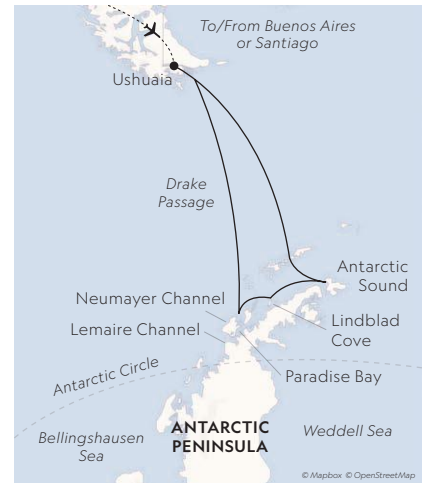 To/From Buenos Aires
or Santiago
Ushuaia
Drake
Passage
Antarctic
Sound
Neumayer Channel
Lindblad
Cove
Lemaire Channel
Paradise Bay
Antarctic Circle
ANTARCTIC
PENINSULA
Weddell Sea
Bellingshausen
Sea
© Mapbox © OpenStreetMap